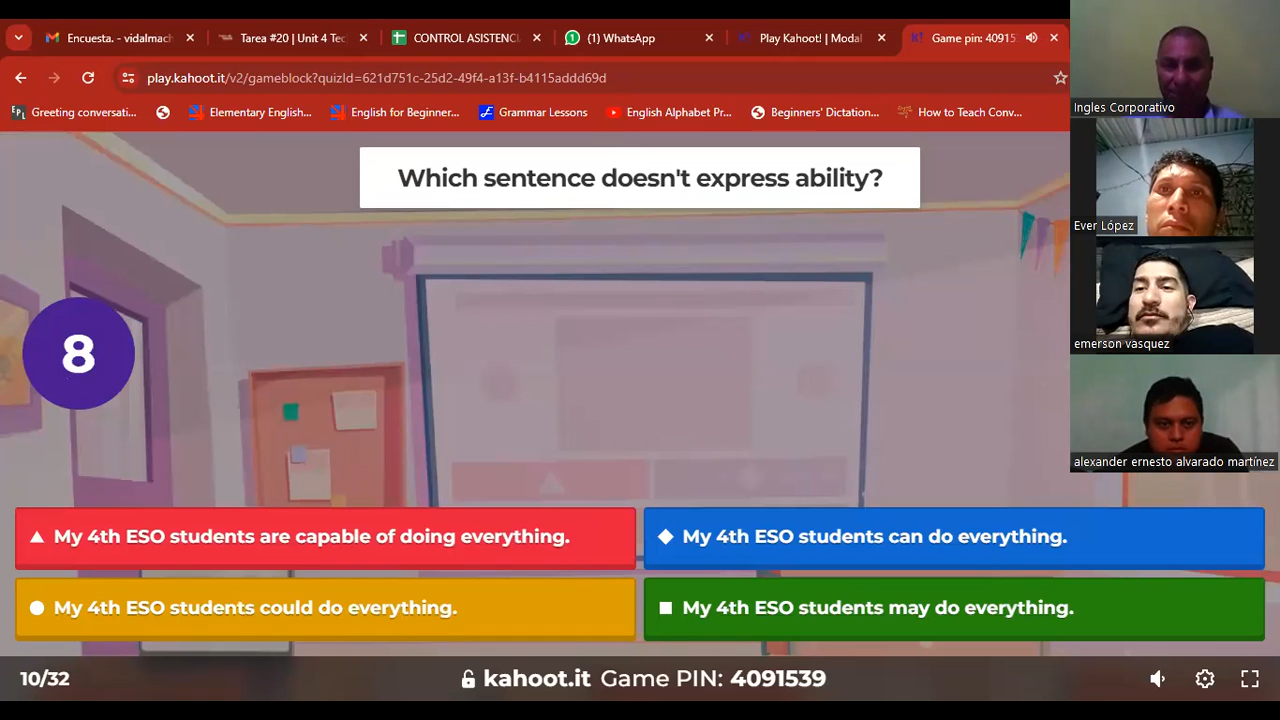 Encuesta. - vidalmach
Tarea #20 | Unit 4 Tec
CONTROL ASISTENCI
(1) WhatsApp
Play Kahoot! | Modal
Game pin: 40915
play.kahoot.it/v2/gameblock?quizId=621d751c-25d2-49f4-a13f-b4115addd69d
Greeting conversati...
Elementary English...
English for Beginner...
Grammar Lessons
English Alphabet Pr...
Beginners' Dictation...
How to Teach Conv...
Ingles Corporativo
Which sentence doesn't express ability?
Ever López
8
emerson vasquez
alexander ernesto alvarado martínez
My 4th ESO students are capable of doing everything.
My 4th ESO students can do everything.
My 4th ESO students could do everything.
My 4th ESO students may do everything.
10/32
kahoot.it Game PIN: 4091539